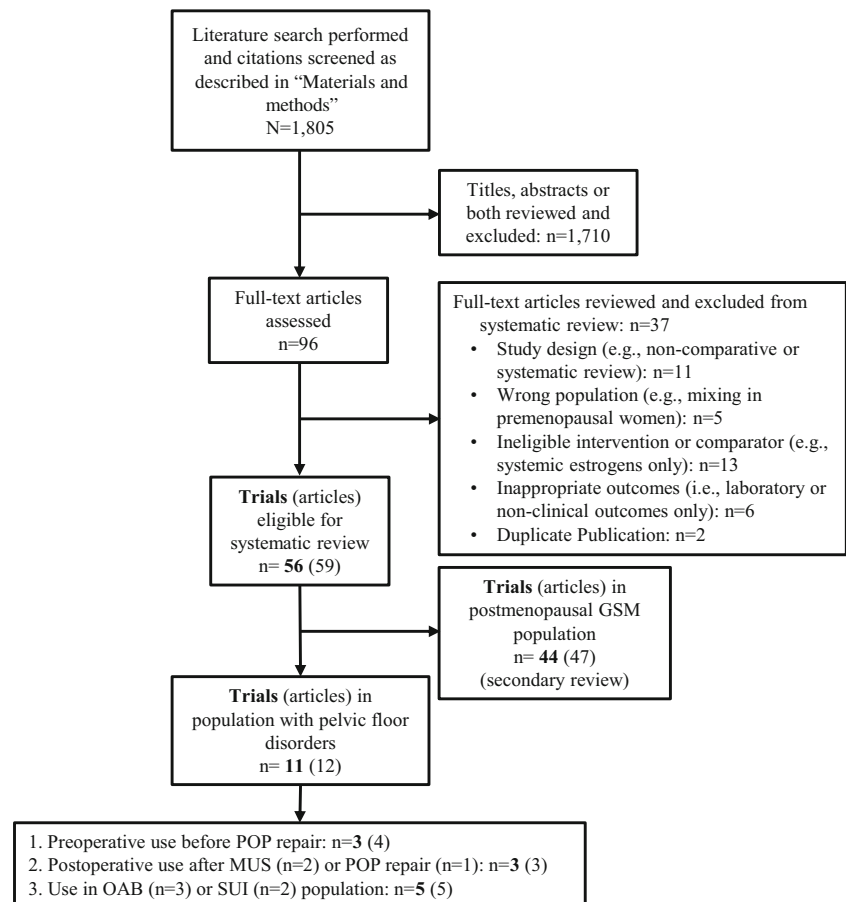 Literature search performed
and citations screened as
described in “Materials and
methods”
N=1,805
Titles, abstracts or
both reviewed and
excluded: n=1,710
Full-text articles
assessed
n=96
Full-text articles reviewed and excluded from
systematic review: n=37
• Study design (e.g., non-comparative or
systematic review): n=11
• Wrong population (e.g., mixing in
premenopausal women): n=5
• Ineligible intervention or comparator (e.g.,
systemic estrogens only): n=13
• Inappropriate outcomes (i.e., laboratory or
non-clinical outcomes only): n=6
• Duplicate Publication: n=2
Trials (articles)
eligible for
systematic review
n= 56 (59)
Trials (articles) in
postmenopausal GSM
population
n= 44 (47)
(secondary review)
Trials (articles) in
population with pelvic floor
disorders
n= 11 (12)
1. Preoperative use before POP repair: n=3 (4)
2. Postoperative use after MUS (n=2) or POP repair (n=1): n=3 (3)
3. Use in OAB (n=3) or SUI (n=2) population: n=5 (5)